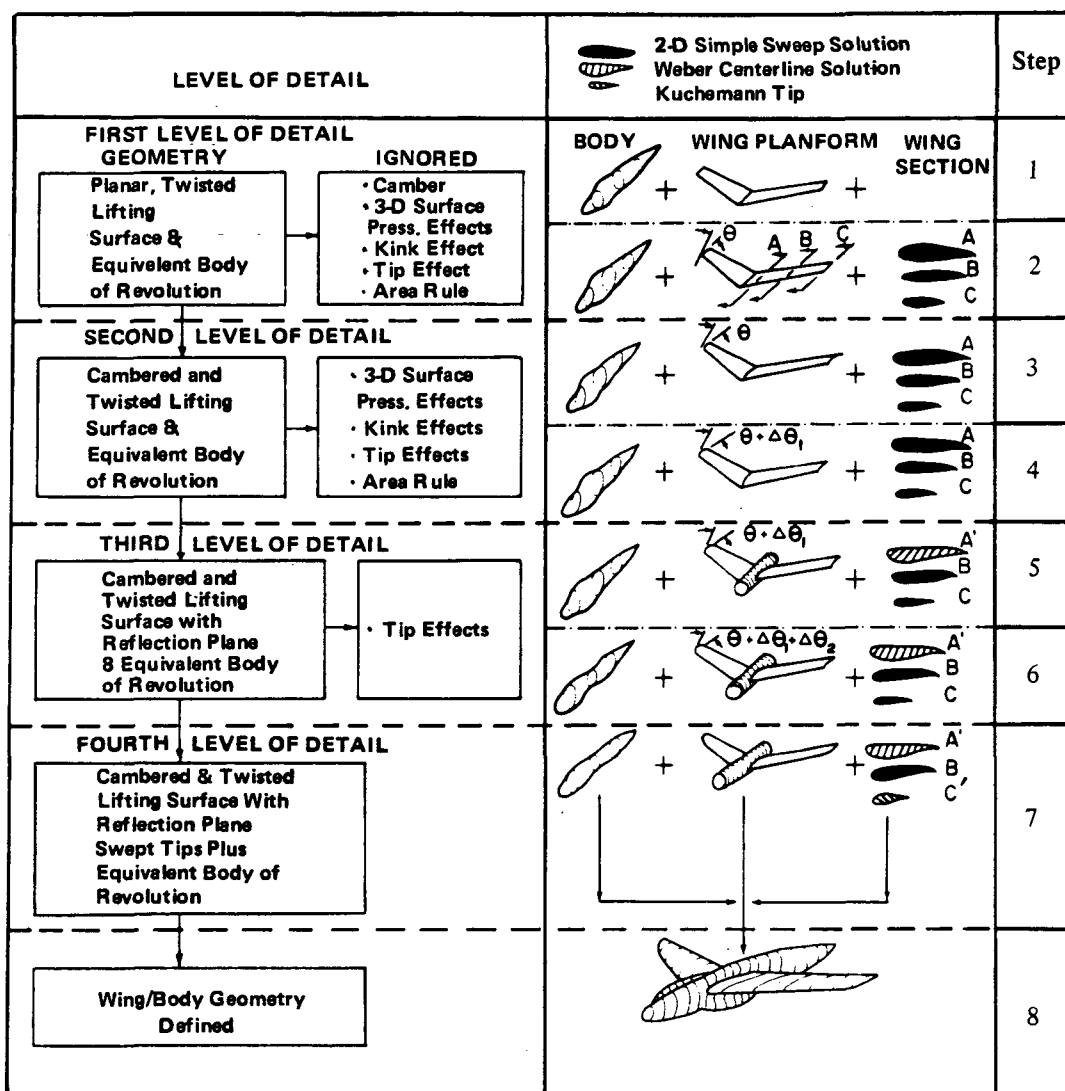 LEVEL OF DETAIL
2-D Simple Sweep Solution
Weber Centerline Solution
Kuchemann Tip
Step
FIRST LEVEL OF DETAIL
GEOMETRY
IGNORED
Planar, Twisted
Lifting
Surface &
Equivalent Body
of Revolution
· Camber
· 3-D Surface
Press. Effects
· Kink Effect
· Tip Effect
· Area Rule
BODY
WING PLANFORM
WING
SECTION
+ +
1
θ A B C
+ +
A
B
C
2
SECOND LEVEL OF DETAIL
Cambered and
Twisted Lifting
Surface &
Equivalent Body
of Revolution
· 3-D Surface
Press. Effects
· Kink Effects
· Tip Effects
· Area Rule
θ
+ +
A
B
C
3
θ + Δθ1
+ +
A
B
C
4
THIRD LEVEL OF DETAIL
Cambered and
Twisted Lifting
Surface with
Reflection Plane
8 Equivalent Body
of Revolution
· Tip Effects
θ + Δθ1
+ +
A'
B
C
5
θ + Δθ1 + Δθ2
+ +
A'
B
C
6
FOURTH LEVEL OF DETAIL
Cambered & Twisted
Lifting Surface With
Reflection Plane
Swept Tips Plus
Equivalent Body of
Revolution
+ +
A'
B
C'
7
Wing/Body Geometry
Defined
8